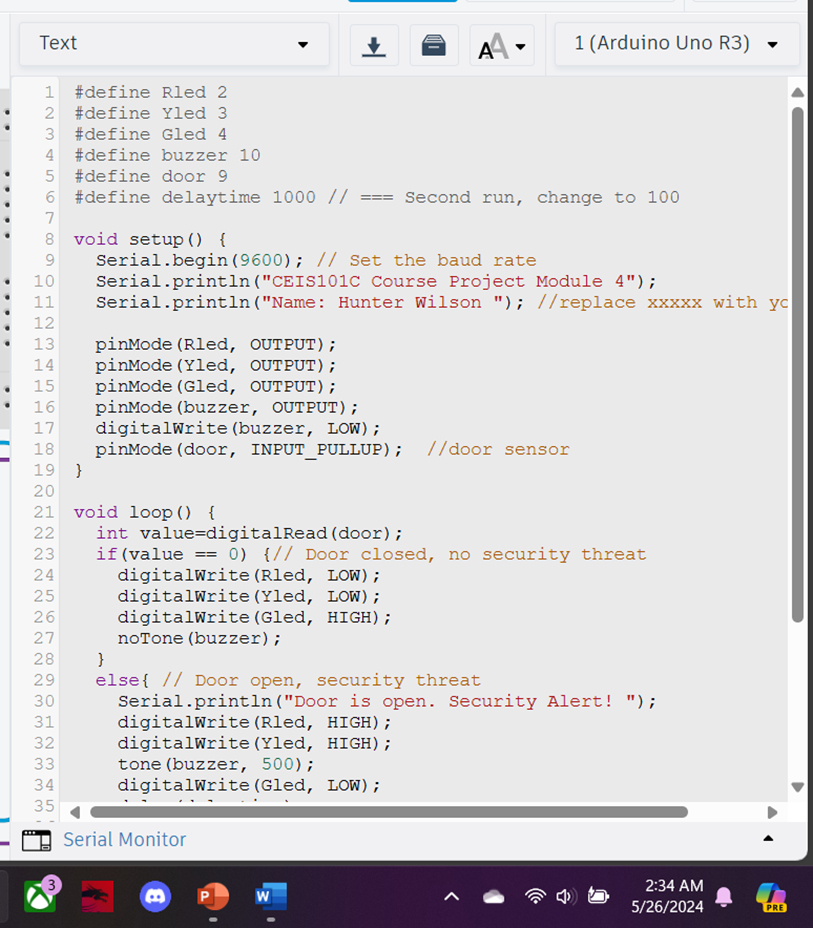 Text
1 (Arduino Uno R3)
1 #define Rled 2
2 #define Yled 3
3 #define Gled 4
4 #define buzzer 10
5 #define door 9
6 #define delaytime 1000 // === Second run, change to 100
7
8 void setup() {
9 Serial.begin(9600); // Set the baud rate
10 Serial.println("CEIS101C Course Project Module 4");
11 Serial.println("Name: Hunter Wilson "); //replace xxxxx with
12
13 pinMode(Rled, OUTPUT);
14 pinMode(Yled, OUTPUT);
15 pinMode(Gled, OUTPUT);
16 pinMode(buzzer, OUTPUT);
17 digitalWrite(buzzer, LOW);
18 pinMode(door, INPUT_PULLUP); //door sensor
19 }
20
21 void loop() {
22 int value=digitalRead(door);
23 if(value == 0) {// Door closed, no security threat
24 digitalWrite(Rled, LOW);
25 digitalWrite(Yled, LOW);
26 digitalWrite(Gled, HIGH);
27 noTone(buzzer);
28 }
29 else{ // Door open, security threat
30 Serial.println("Door is open. Security Alert! ");
31 digitalWrite(Rled, HIGH);
32 digitalWrite(Yled, HIGH);
33 tone(buzzer, 500);
34 digitalWrite(Gled, LOW);
35
Serial Monitor
3
P
W
2:34 AM
5/26/2024
PRE